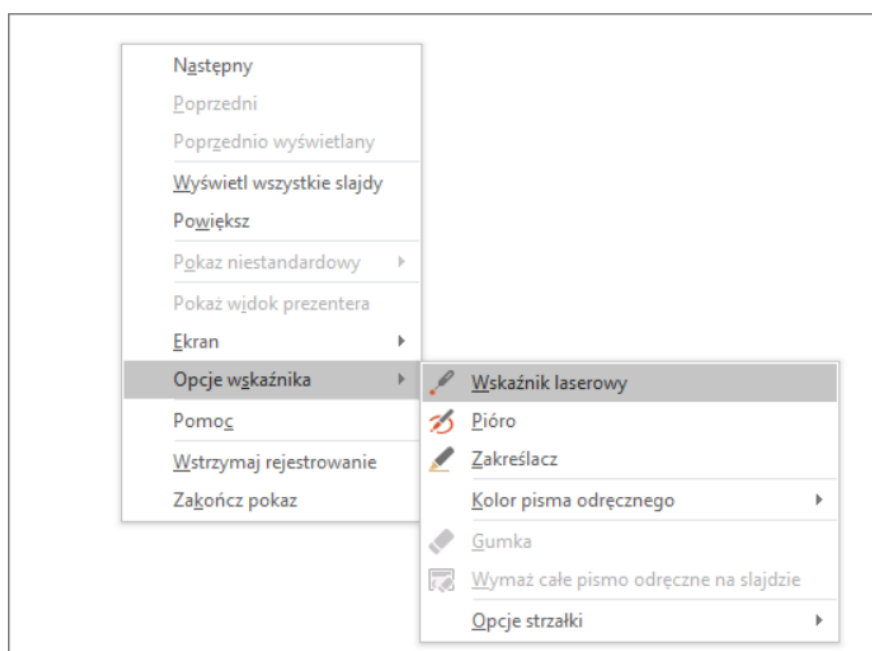 Następny
Poprzedni
Poprzednio wyświetlany
Wyświetl wszystkie slajdy
Powiększ
Pokaz niestandardowy
Pokaż widok prezentera
Ekran
Opcje wskaźnika
Pomoc
Wstrzymaj rejestrowanie
Zakończ pokaz
Wskaźnik laserowy
Pióro
Zakreślacz
Kolor pisma odręcznego
Gumka
Wymaż całe pismo odręczne na slajdzie
Opcje strzałki